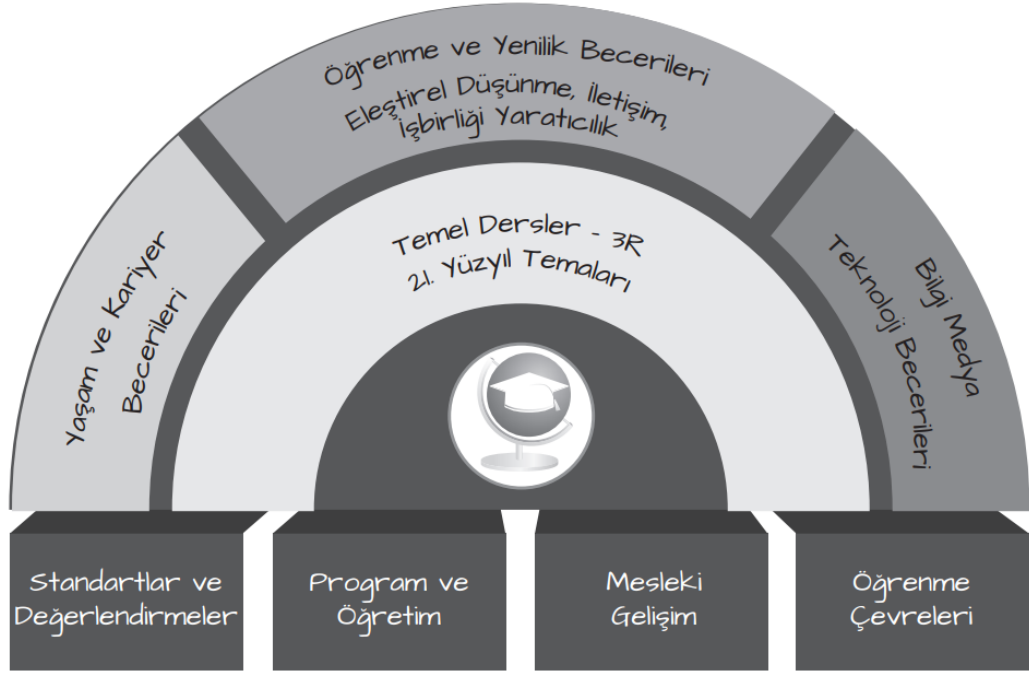 Öğrenme ve Yenilik Becerileri
Eleştirel Düşünme, İletişim,
İşbirliği Yaratıcılık
Yaşam ve Kariyer
Becerileri
Temel Dersler - 3R
21. Yüzyıl Temaları
Bilgi Medya
Teknoloji Becerileri
Standartlar ve
Değerlendirmeler
Program ve
Öğretim
Mesleki
Gelişim
Öğrenme
Çevreleri